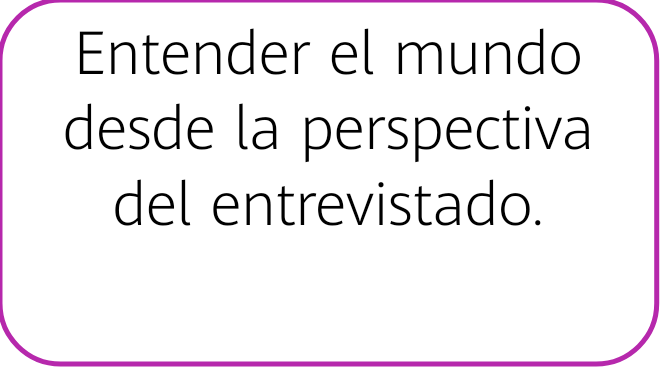 Entender el mundo
desde la perspectiva
del entrevistado.